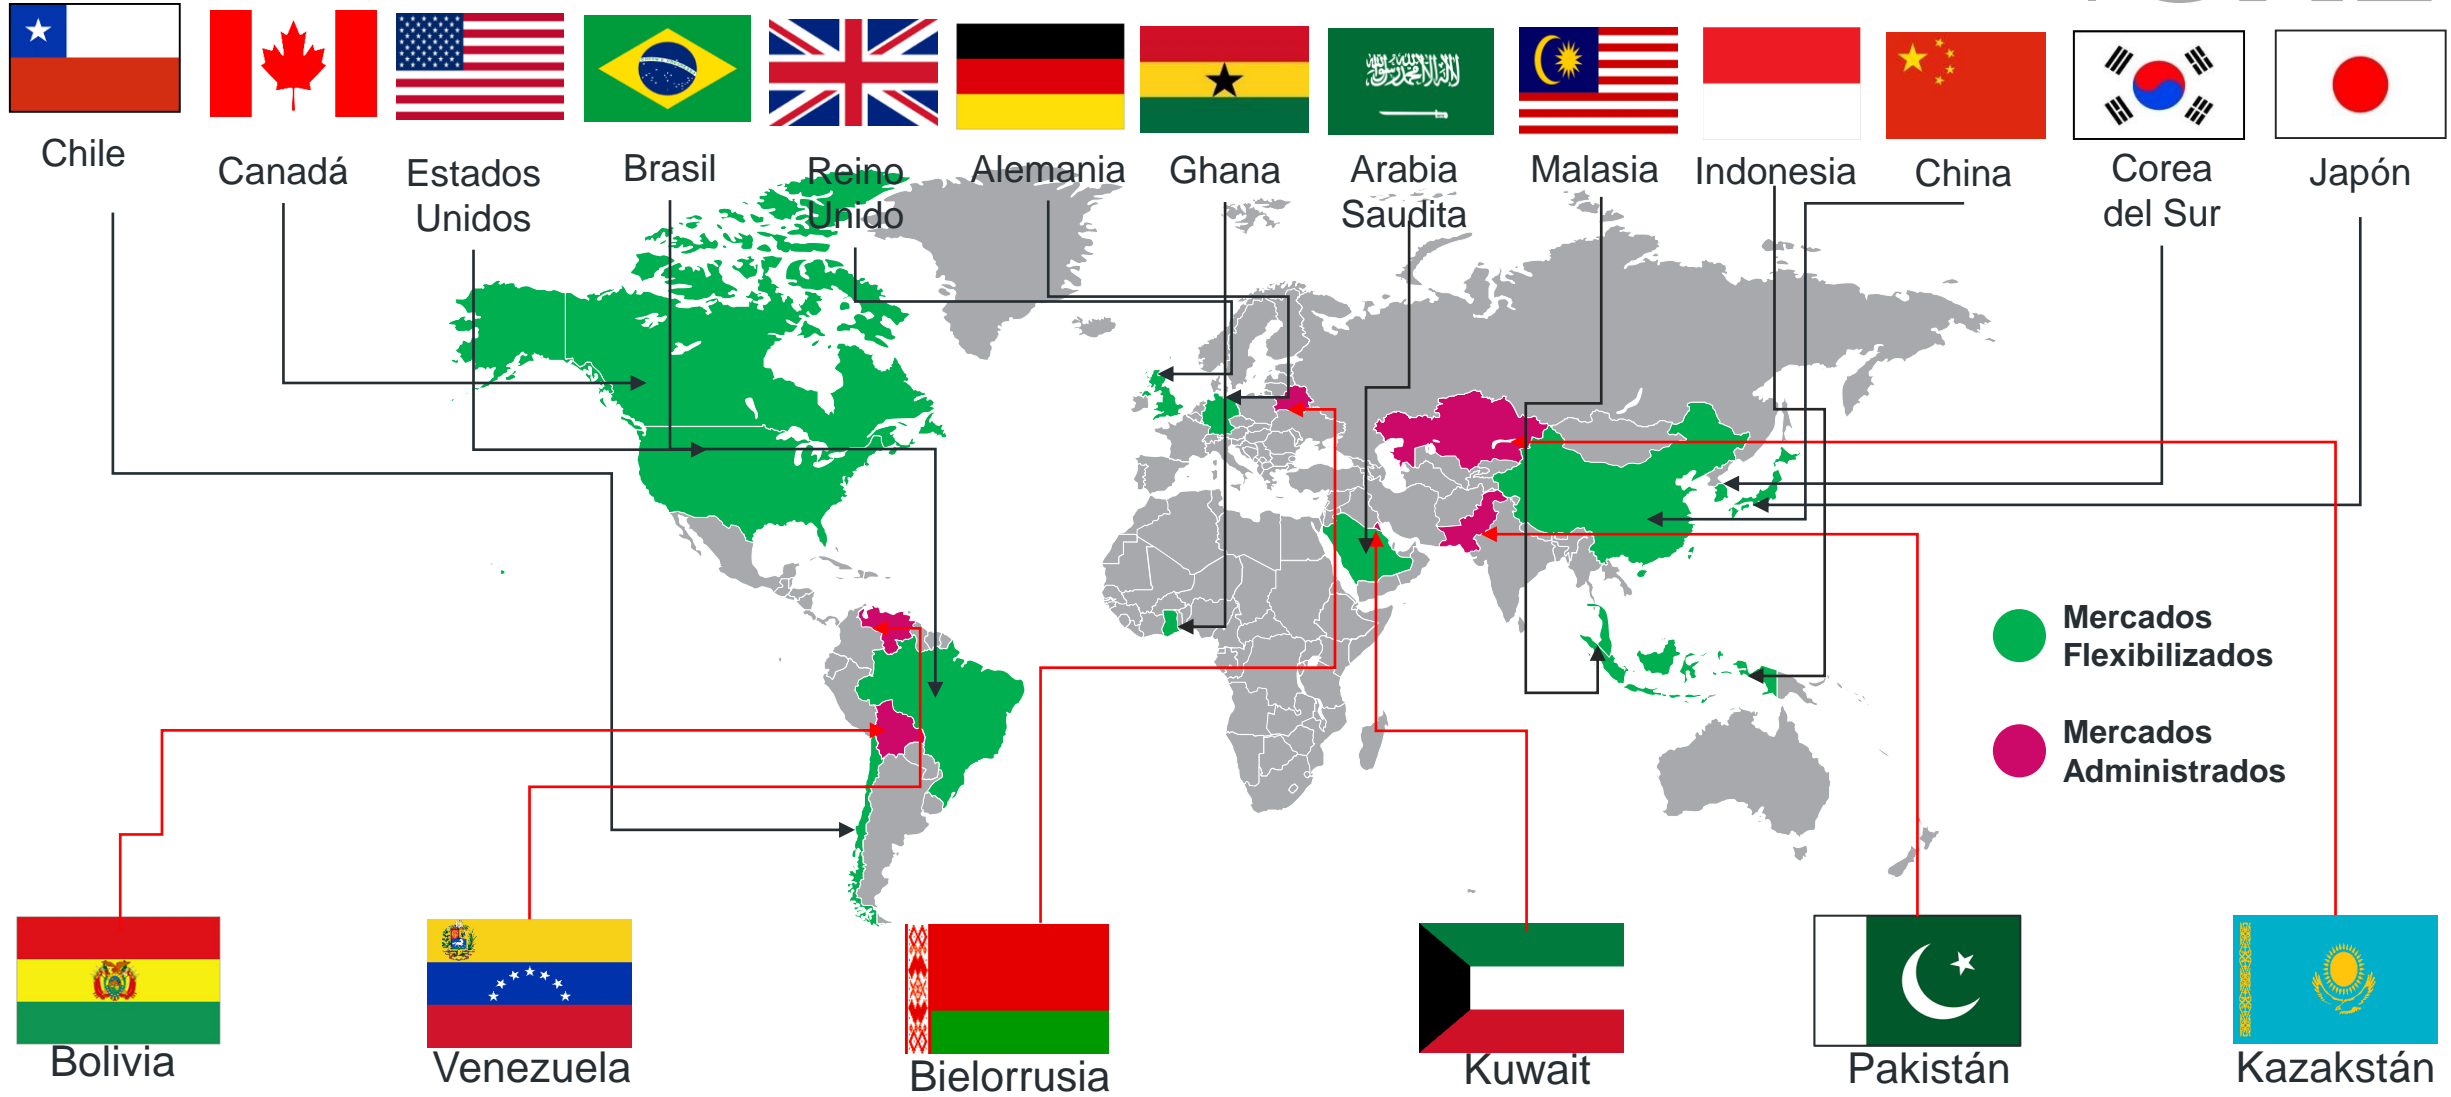 Chile
Canadá
Estados
Unidos
Brasil
Reino
Unido
Alemania
Ghana
Arabia
Saudita
Malasia
Indonesia
China
Corea
del Sur
Japón
Mercados
Flexibilizados
Mercados
Administrados
Bolivia
Venezuela
Bielorrusia
Kuwait
Pakistán
Kazakstán